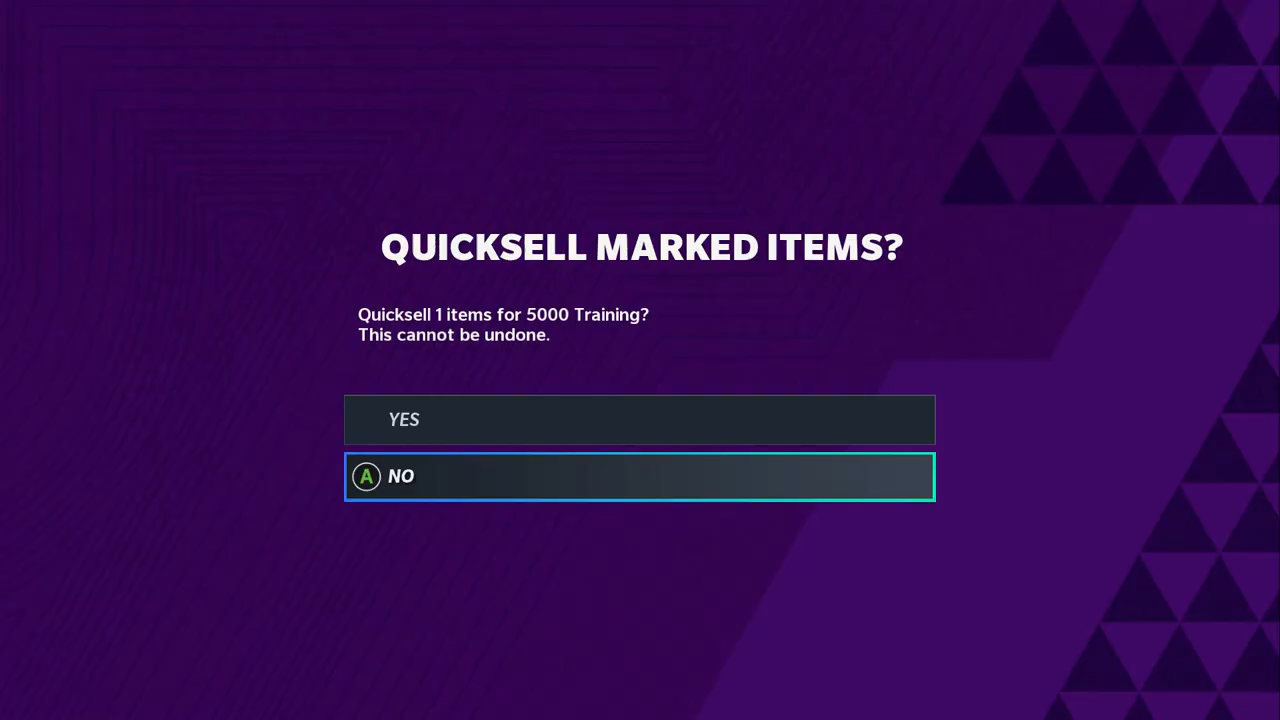 QUICKSELL MARKED ITEMS?
Quicksell 1 items for 5000 Training?
This cannot be undone.
YES
A NO